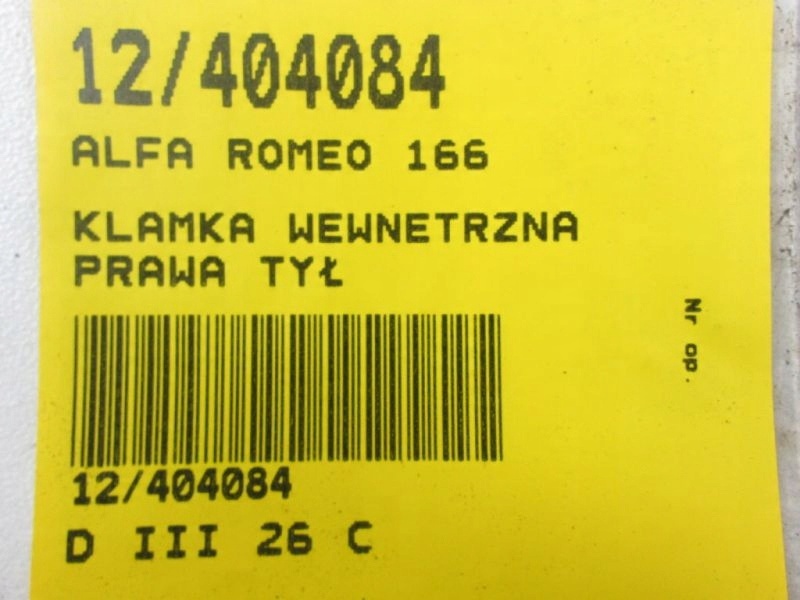 12/404084
ALFA ROMEO 166
KLAMKA WEWNETRZNA
PRAWA TYŁ
12/404084
D III 26 C
Nr op.